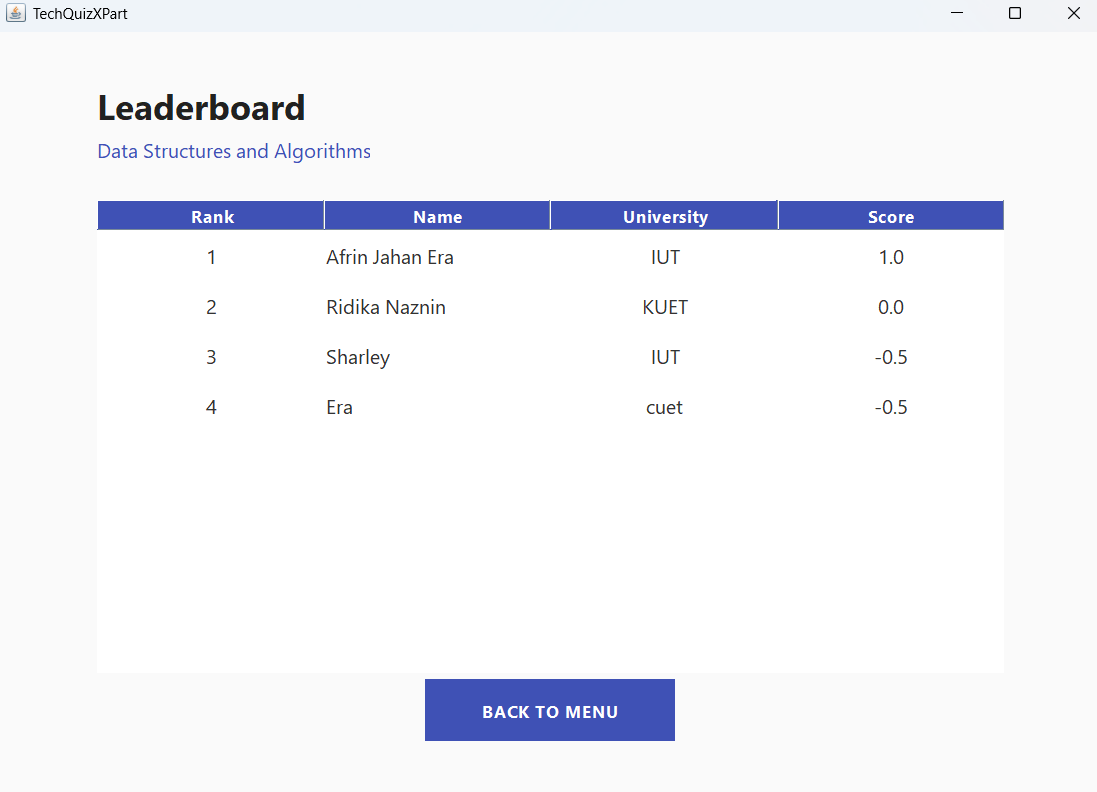 TechQuizXPart
Leaderboard
Data Structures and Algorithms
Rank Name University Score
1 Afrin Jahan Era IUT 1.0
2 Ridika Naznin KUET 0.0
3 Sharley IUT -0.5
4 Era cuet -0.5
BACK TO MENU